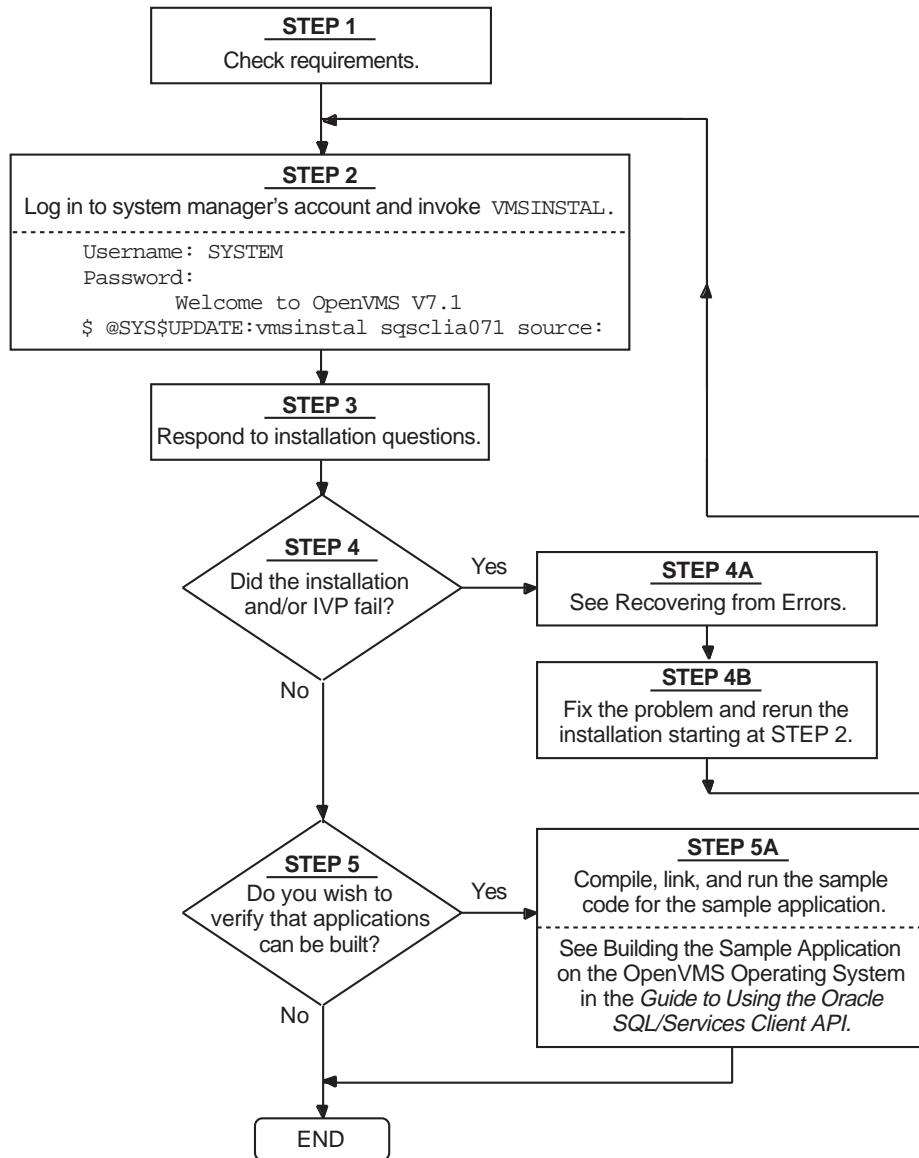 STEP 1
Check requirements.
STEP 2
Log in to system manager's account and invoke VMSINSTAL.
Username: SYSTEM
Password:
Welcome to OpenVMS V7.1
$ @SYS$UPDATE:vmsinstal sqsclia071 source:
STEP 3
Respond to installation questions.
STEP 4
Did the installation
and/or IVP fail?
Yes
STEP 4A
See Recovering from Errors.
STEP 4B
Fix the problem and rerun the
installation starting at STEP 2.
No
STEP 5
Do you wish to
verify that applications
can be built?
Yes
STEP 5A
Compile, link, and run the sample
code for the sample application.
See Building the Sample Application
on the OpenVMS Operating System
in the Guide to Using the Oracle
SQL/Services Client API.
No
END